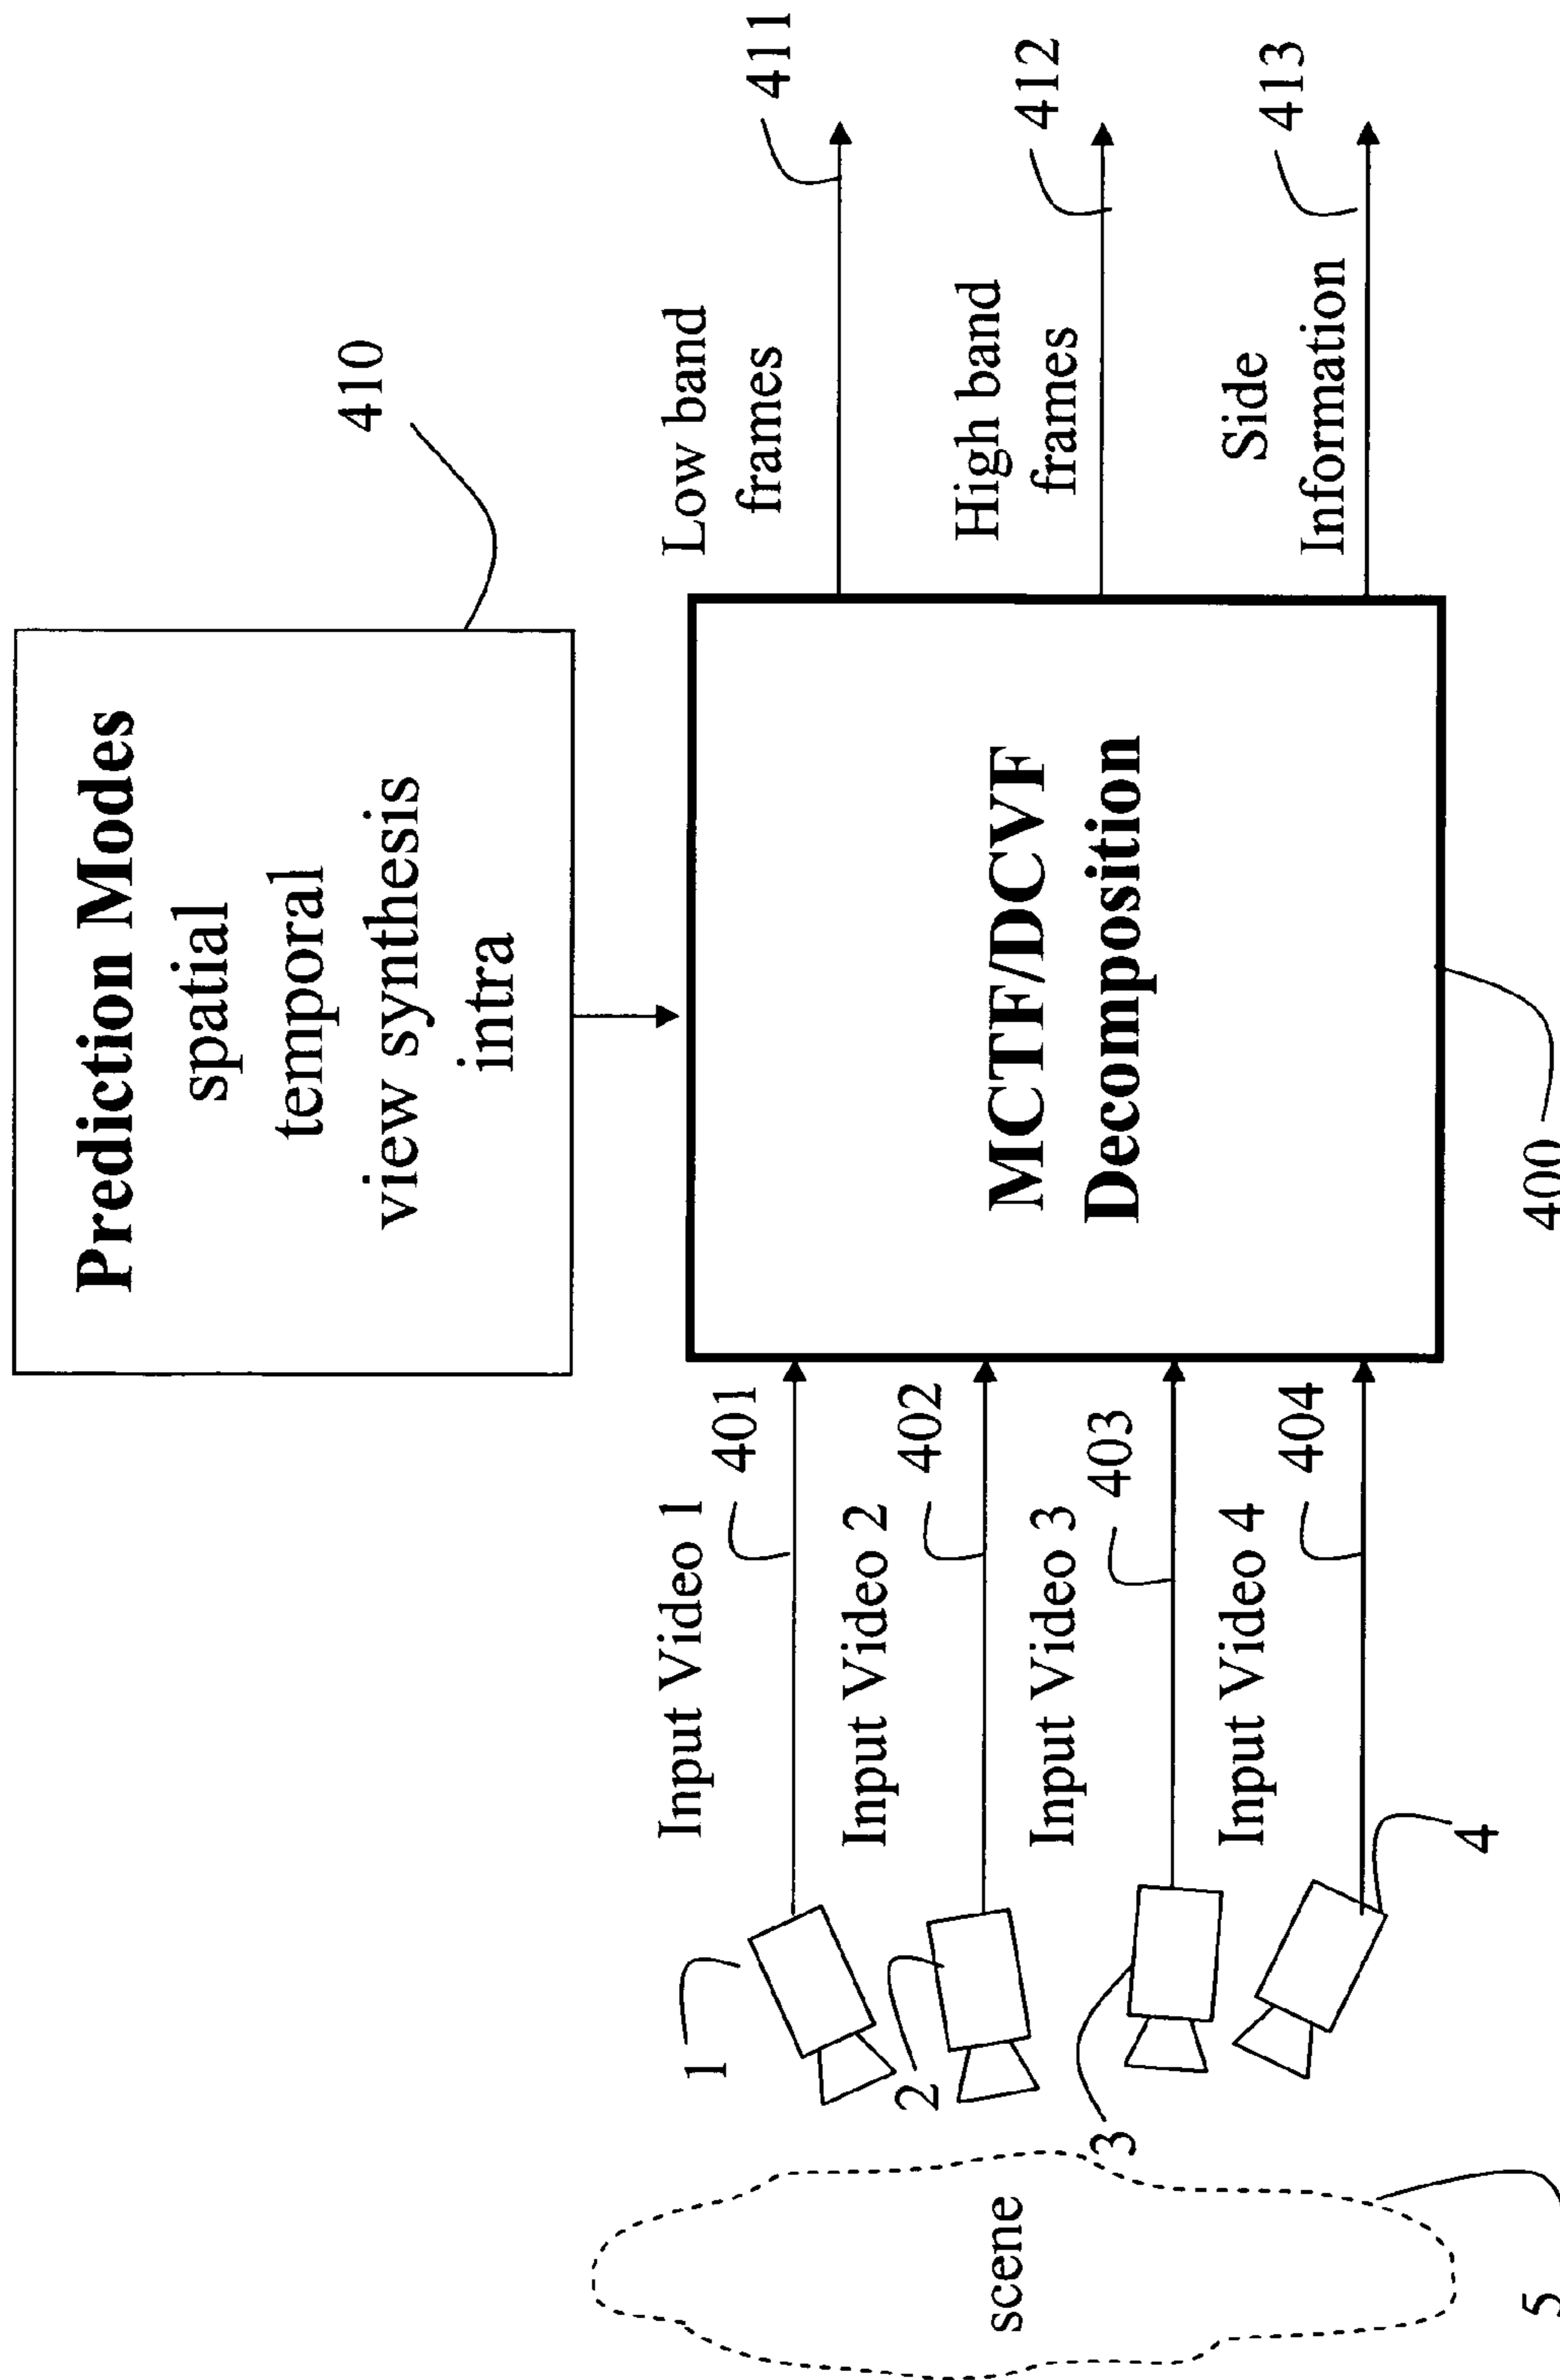 Prediction Modes
spatial
temporal
view synthesis
intra
410
Input Video 1
401
Input Video 2
402
Input Video 3
403
Input Video 4
404
MCTF/DCVF
Decomposition
400
Low band
frames
411
High band
frames
412
Side
Information
413
scene
1
2
3
4
5